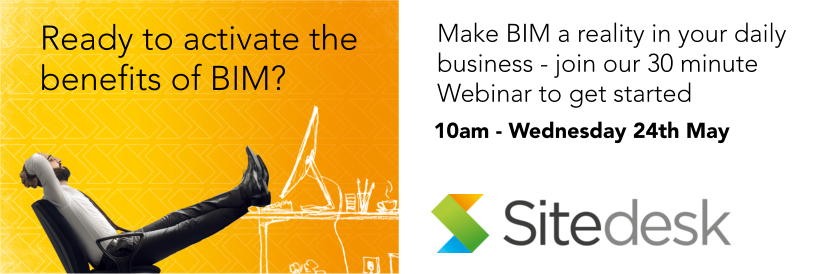 Ready to activate the
benefits of BIM?
Make BIM a reality in your daily
business - join our 30 minute
Webinar to get started
10am - Wednesday 24th May
Sitedesk